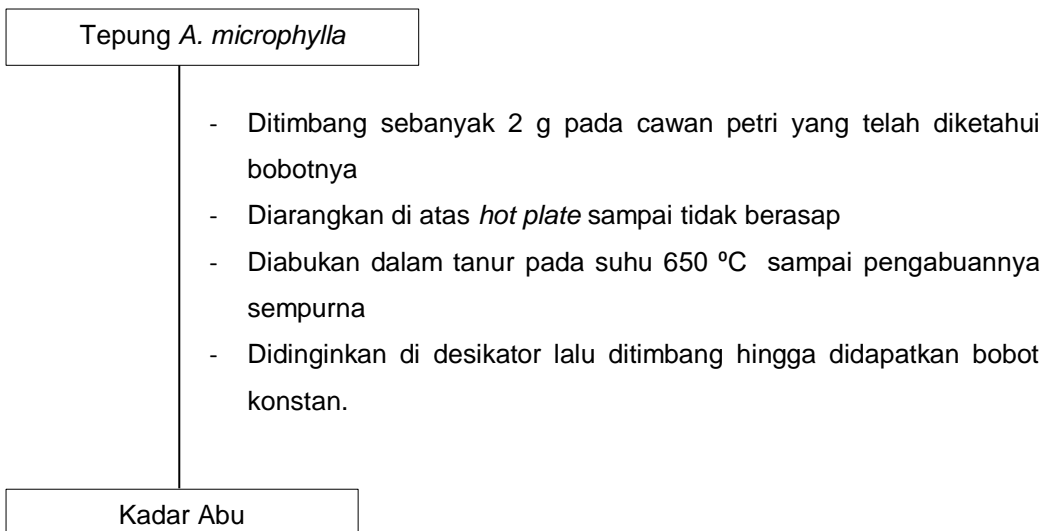 Tepung A. microphylla
- Ditimbang sebanyak 2 g pada cawan petri yang telah diketahui
bobotnya
- Diarangkan di atas hot plate sampai tidak berasap
- Diabukan dalam tanur pada suhu 650 ⁰C sampai pengabuannya
sempurna
- Didinginkan di desikator lalu ditimbang hingga didapatkan bobot
konstan.
Kadar Abu